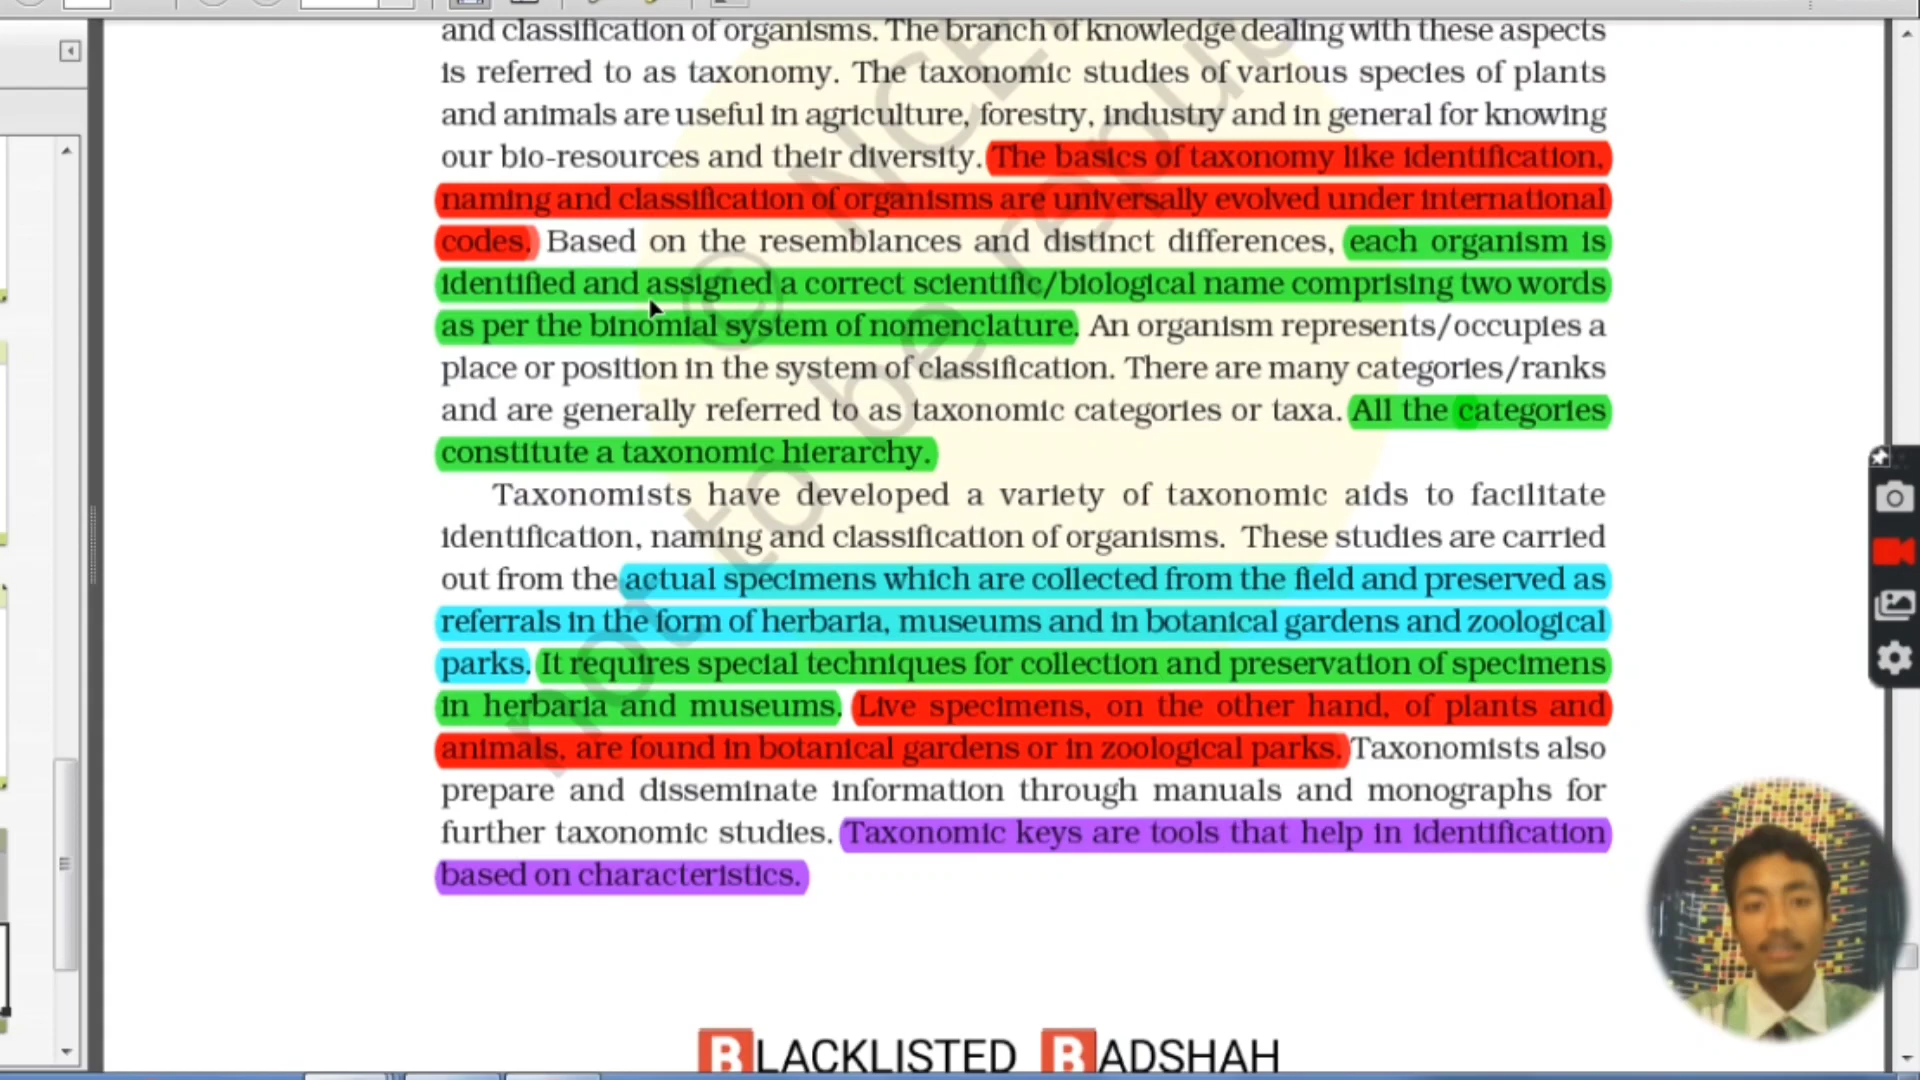 and classification of organisms. The branch of knowledge dealing with these aspects
is referred to as taxonomy. The taxonomic studies of various species of plants
and animals are useful in agriculture, forestry, industry and in general for knowing
our bio-resources and their diversity. The basics of taxonomy like identification,
naming and classification of organisms are universally evolved under international
codes. Based on the resemblances and distinct differences, each organism is
identified and assigned a correct scientific/biological name comprising two words
as per the binomial system of nomenclature. An organism represents/occupies a
place or position in the system of classification. There are many categories/ranks
and are generally referred to as taxonomic categories or taxa. All the categories
constitute a taxonomic hierarchy.
Taxonomists have developed a variety of taxonomic aids to facilitate
identification, naming and classification of organisms. These studies are carried
out from the actual specimens which are collected from the field and preserved as
referrals in the form of herbaria, museums and in botanical gardens and zoological
parks. It requires special techniques for collection and preservation of specimens
in herbaria and museums. Live specimens, on the other hand, of plants and
animals, are found in botanical gardens or in zoological parks. Taxonomists also
prepare and disseminate information through manuals and monographs for
further taxonomic studies. Taxonomic keys are tools that help in identification
based on characteristics.
© NCE
not to be repub
BLACKLISTED BADSHAH